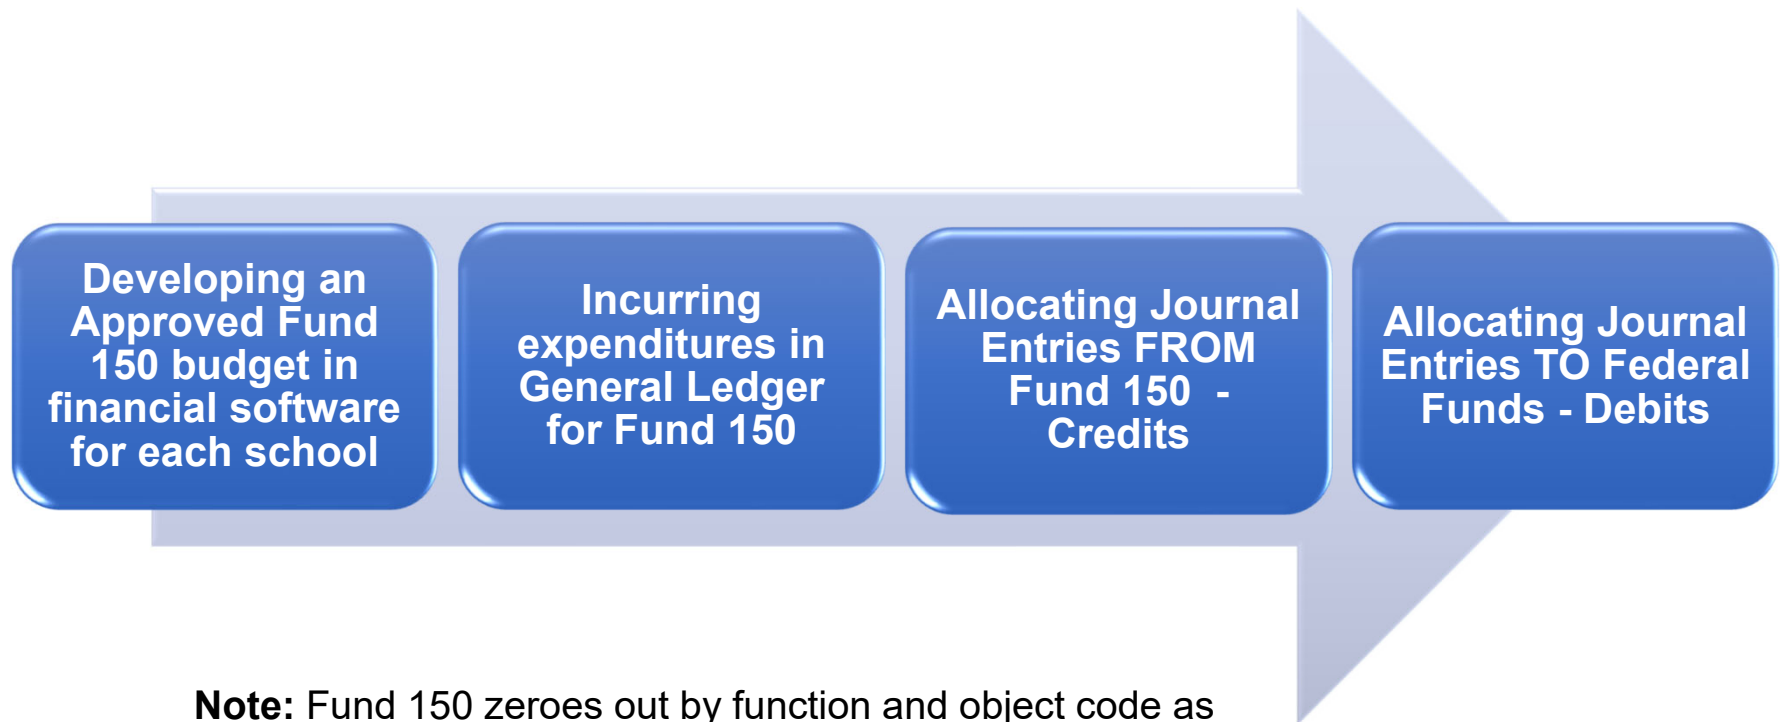 Developing an
Approved Fund
150 budget in
financial software
for each school
Incurring
expenditures in
General Ledger
for Fund 150
Allocating Journal
Entries FROM
Fund 150 -
Credits
Allocating Journal
Entries TO Federal
Funds - Debits
Note: Fund 150 zeroes out by function and object code as